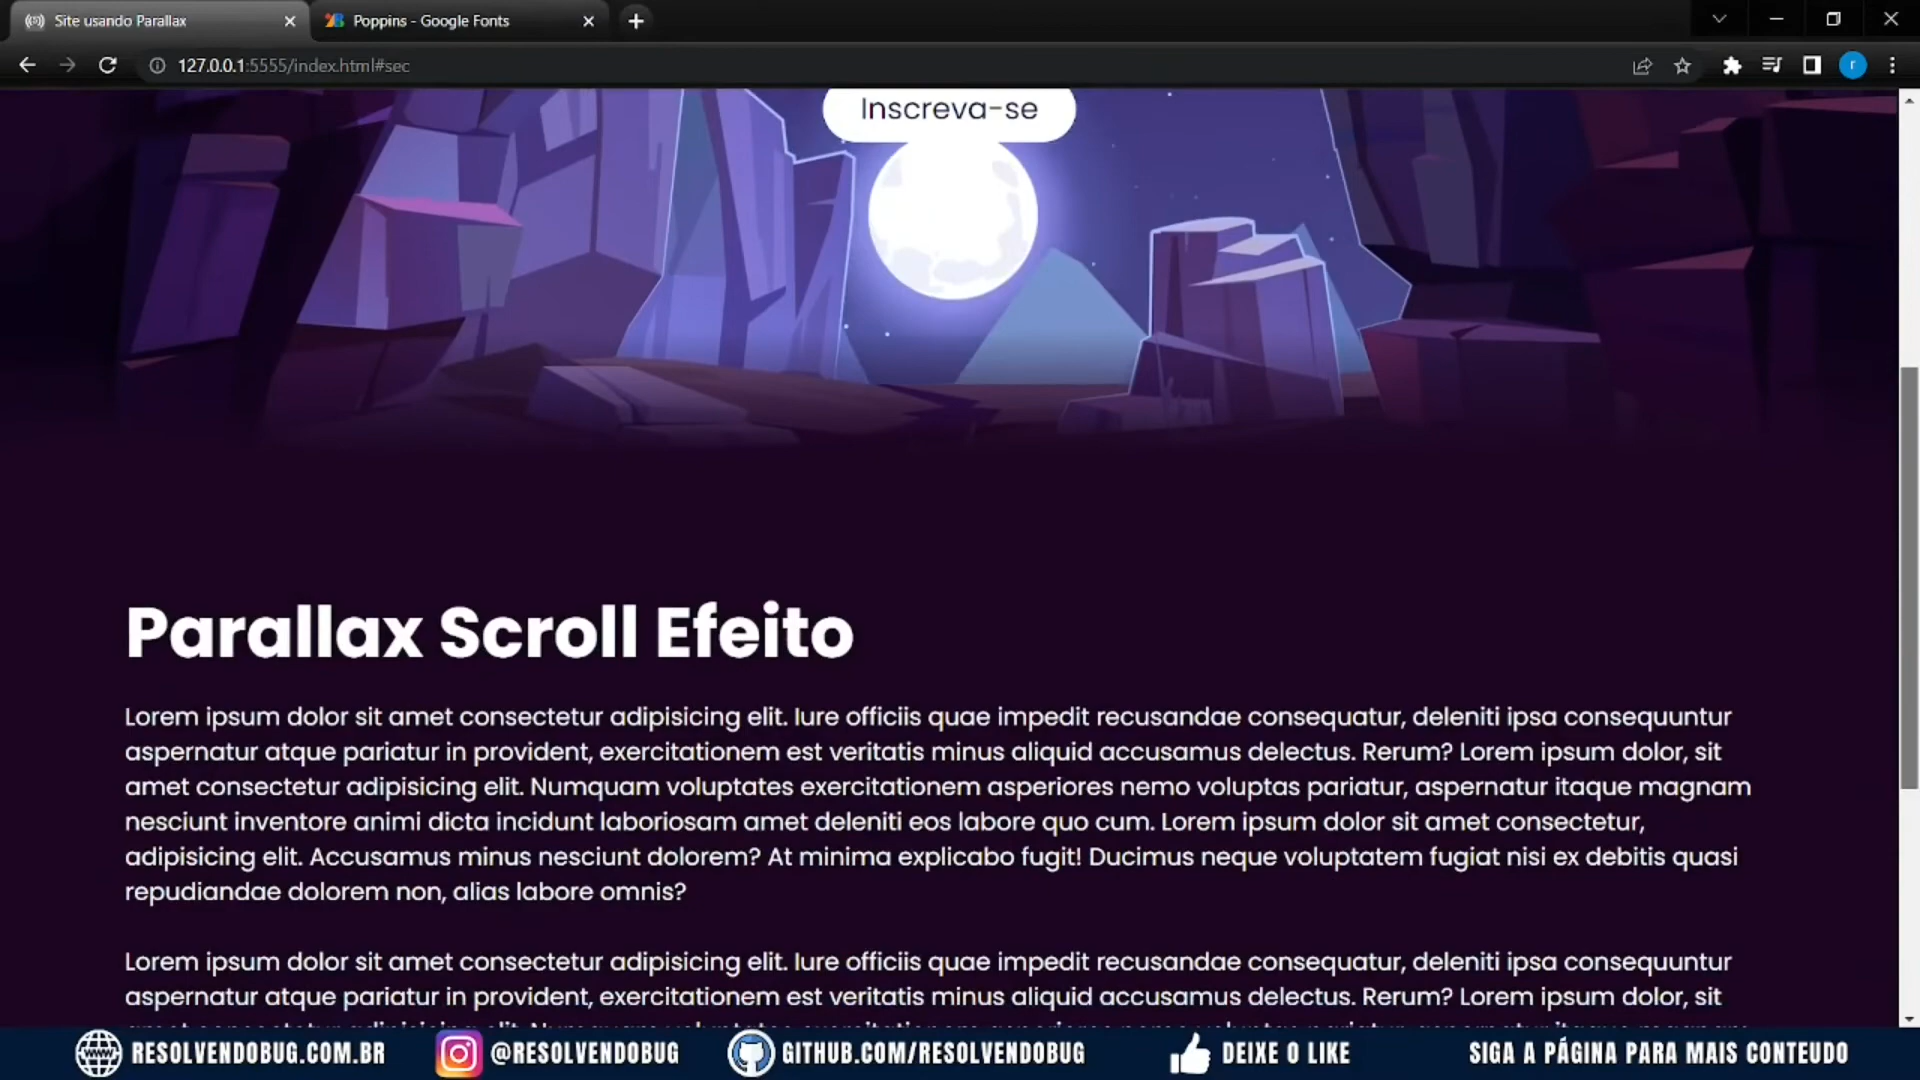 Site usando Parallax
Poppins - Google Fonts
127.0.0.1:5555/index.html#sec
r
Inscreva-se
Parallax Scroll Efeito
Lorem ipsum dolor sit amet consectetur adipisicing elit. Iure officiis quae impedit recusandae consequatur, deleniti ipsa consequuntur
aspernatur atque pariatur in provident, exercitationem est veritatis minus aliquid accusamus delectus. Rerum? Lorem ipsum dolor, sit
amet consectetur adipisicing elit. Numquam voluptates exercitationem asperiores nemo voluptas pariatur, aspernatur itaque magnam
nesciunt inventore animi dicta incidunt laboriosam amet deleniti eos labore quo cum. Lorem ipsum dolor sit amet consectetur,
adipisicing elit. Accusamus minus nesciunt dolorem? At minima explicabo fugit! Ducimus neque voluptatem fugiat nisi ex debitis quasi
repudiandae dolorem non, alias labore omnis?
Lorem ipsum dolor sit amet consectetur adipisicing elit. Iure officiis quae impedit recusandae consequatur, deleniti ipsa consequuntur
aspernatur atque pariatur in provident, exercitationem est veritatis minus aliquid accusamus delectus. Rerum? Lorem ipsum dolor, sit
WWW RESOLVENDOBUG.COM.BR
@RESOLVENDOBUG
GITHUB.COM/RESOLVENDOBUG
DEIXE O LIKE
SIGA A PÁGINA PARA MAIS CONTEUDO